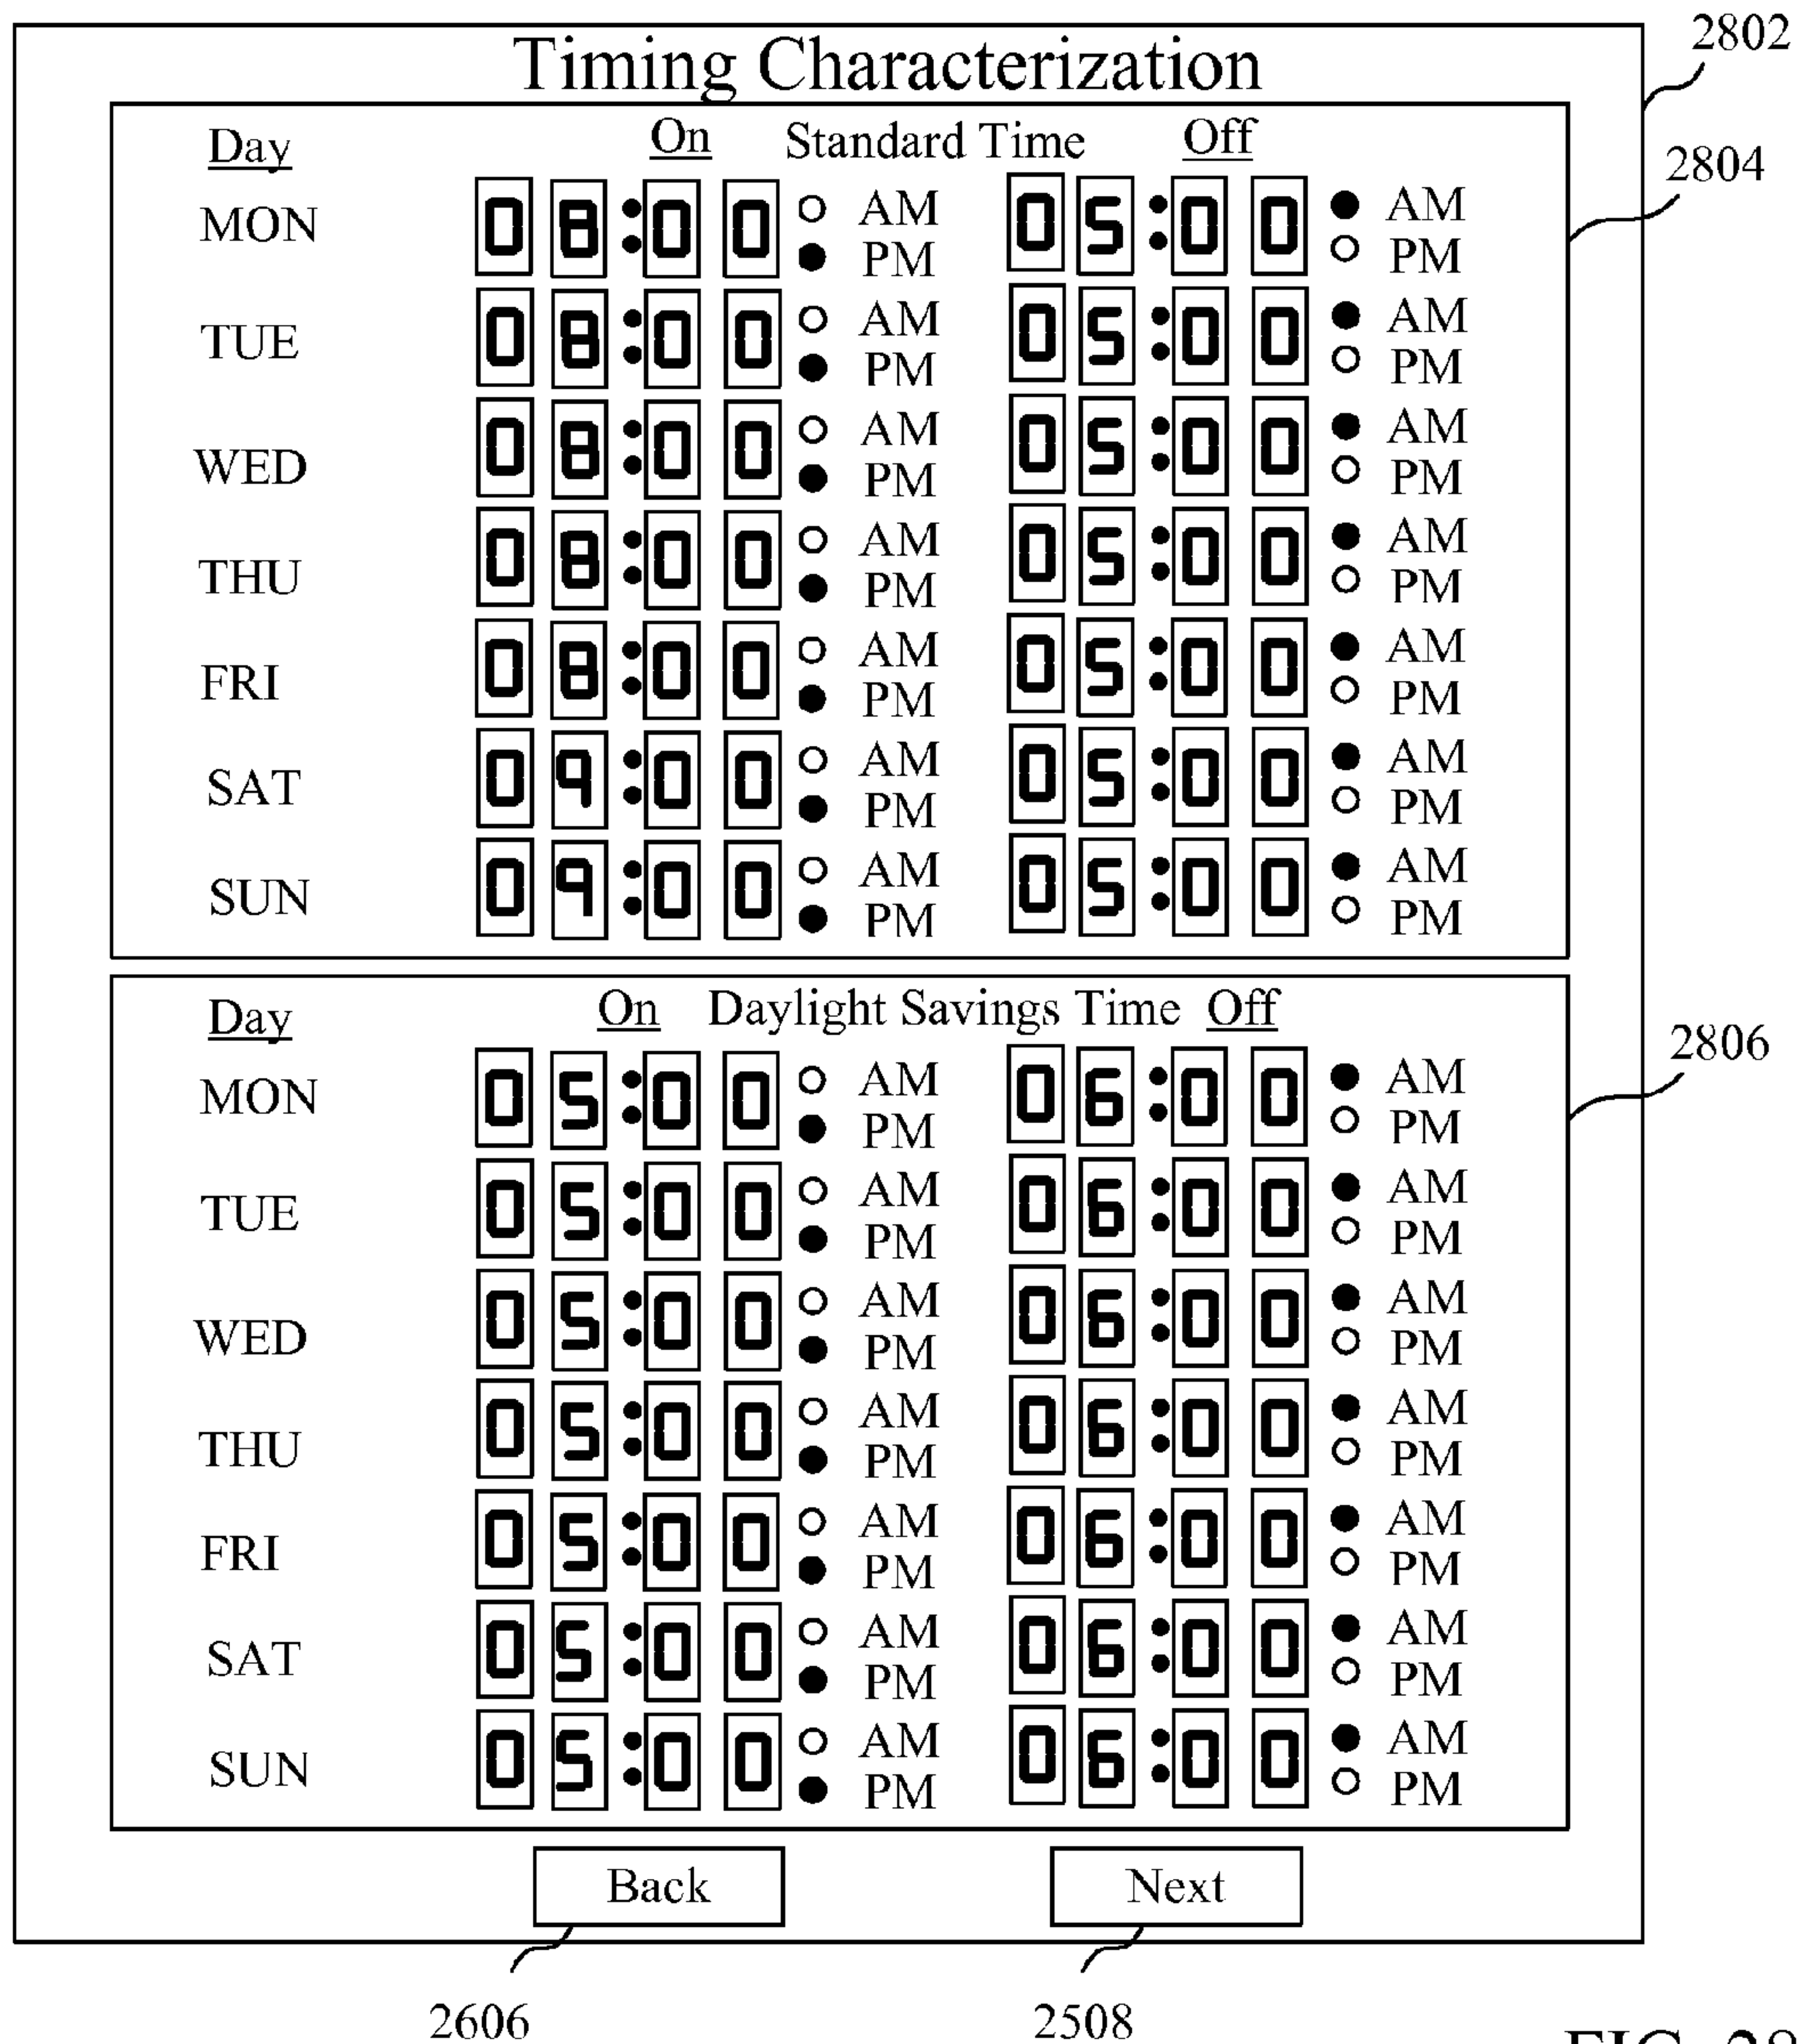 Timing Characterization
2802
Day On Standard Time Off
2804
MON 08:00 AM PM 05:00 AM PM
TUE 08:00 AM PM 05:00 AM PM
WED 08:00 AM PM 05:00 AM PM
THU 08:00 AM PM 05:00 AM PM
FRI 08:00 AM PM 05:00 AM PM
SAT 09:00 AM PM 05:00 AM PM
SUN 09:00 AM PM 05:00 AM PM
Day On Daylight Savings Time Off
2806
MON 05:00 AM PM 06:00 AM PM
TUE 05:00 AM PM 06:00 AM PM
WED 05:00 AM PM 06:00 AM PM
THU 05:00 AM PM 06:00 AM PM
FRI 05:00 AM PM 06:00 AM PM
SAT 05:00 AM PM 06:00 AM PM
SUN 05:00 AM PM 06:00 AM PM
Back Next
2606 2508